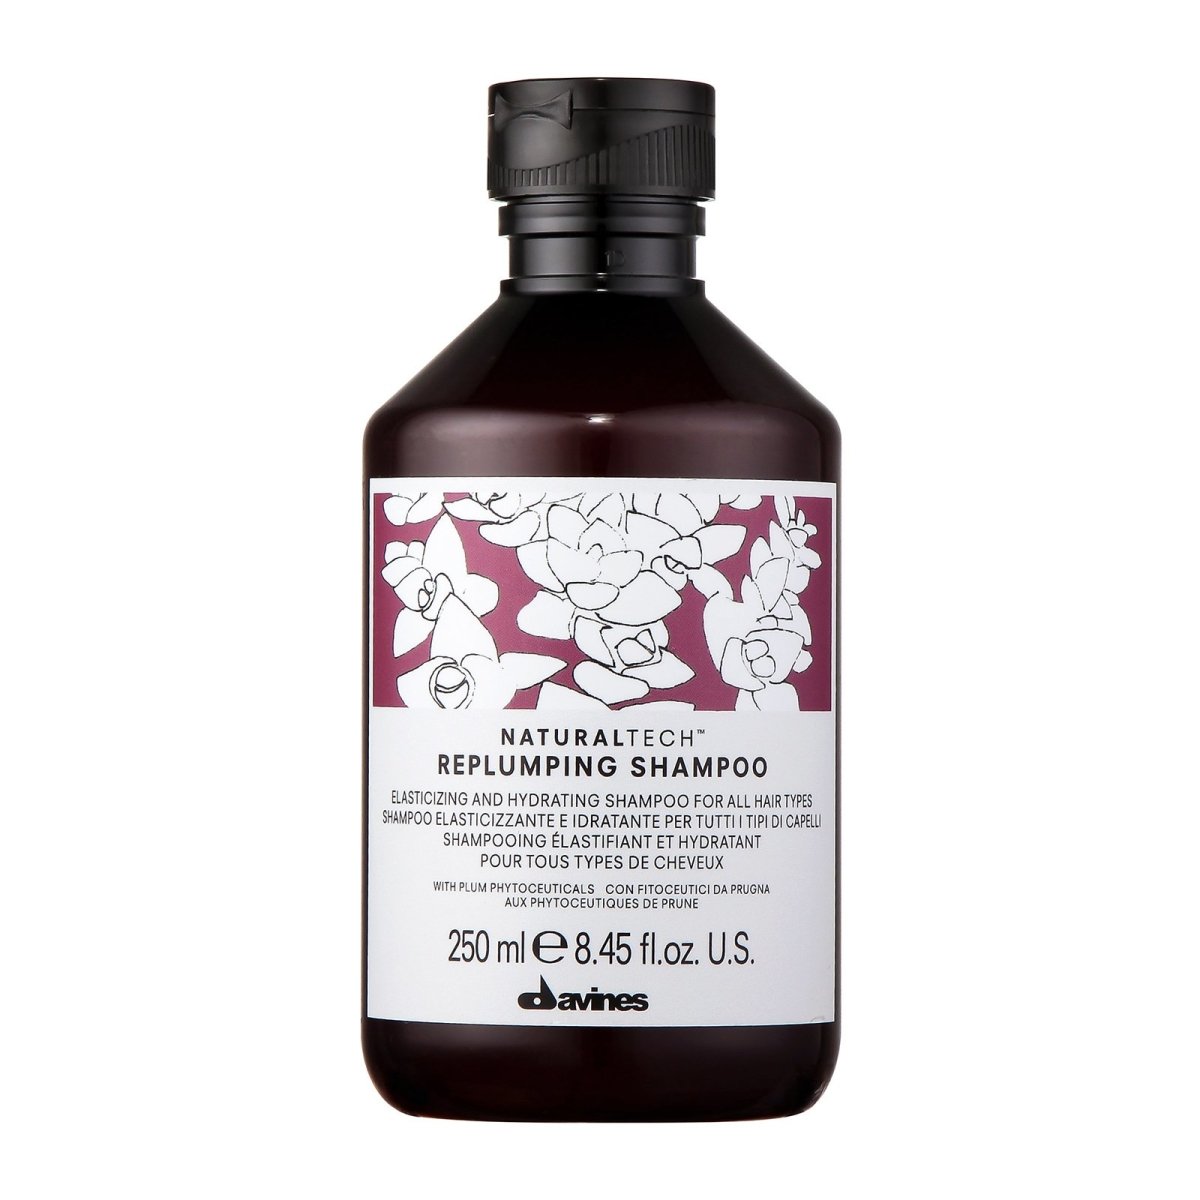 NATURALTECH™
REPLUMPING SHAMPOO
ELASTICIZING AND HYDRATING SHAMPOO FOR ALL HAIR TYPES
SHAMPOO ELASTICIZZANTE E IDRATANTE PER TUTTI I TIPI DI CAPELLI
SHAMPOOING ÉLASTIFIANT ET HYDRATANT
POUR TOUS TYPES DE CHEVEUX
WITH PLUM PHYTOCEUTICALS CON FITOCEUTICI DA PRUGNA
AUX PHYTOCEUTIQUES DE PRUNE
250 ml ℮ 8.45 fl.oz. U.S.
davines